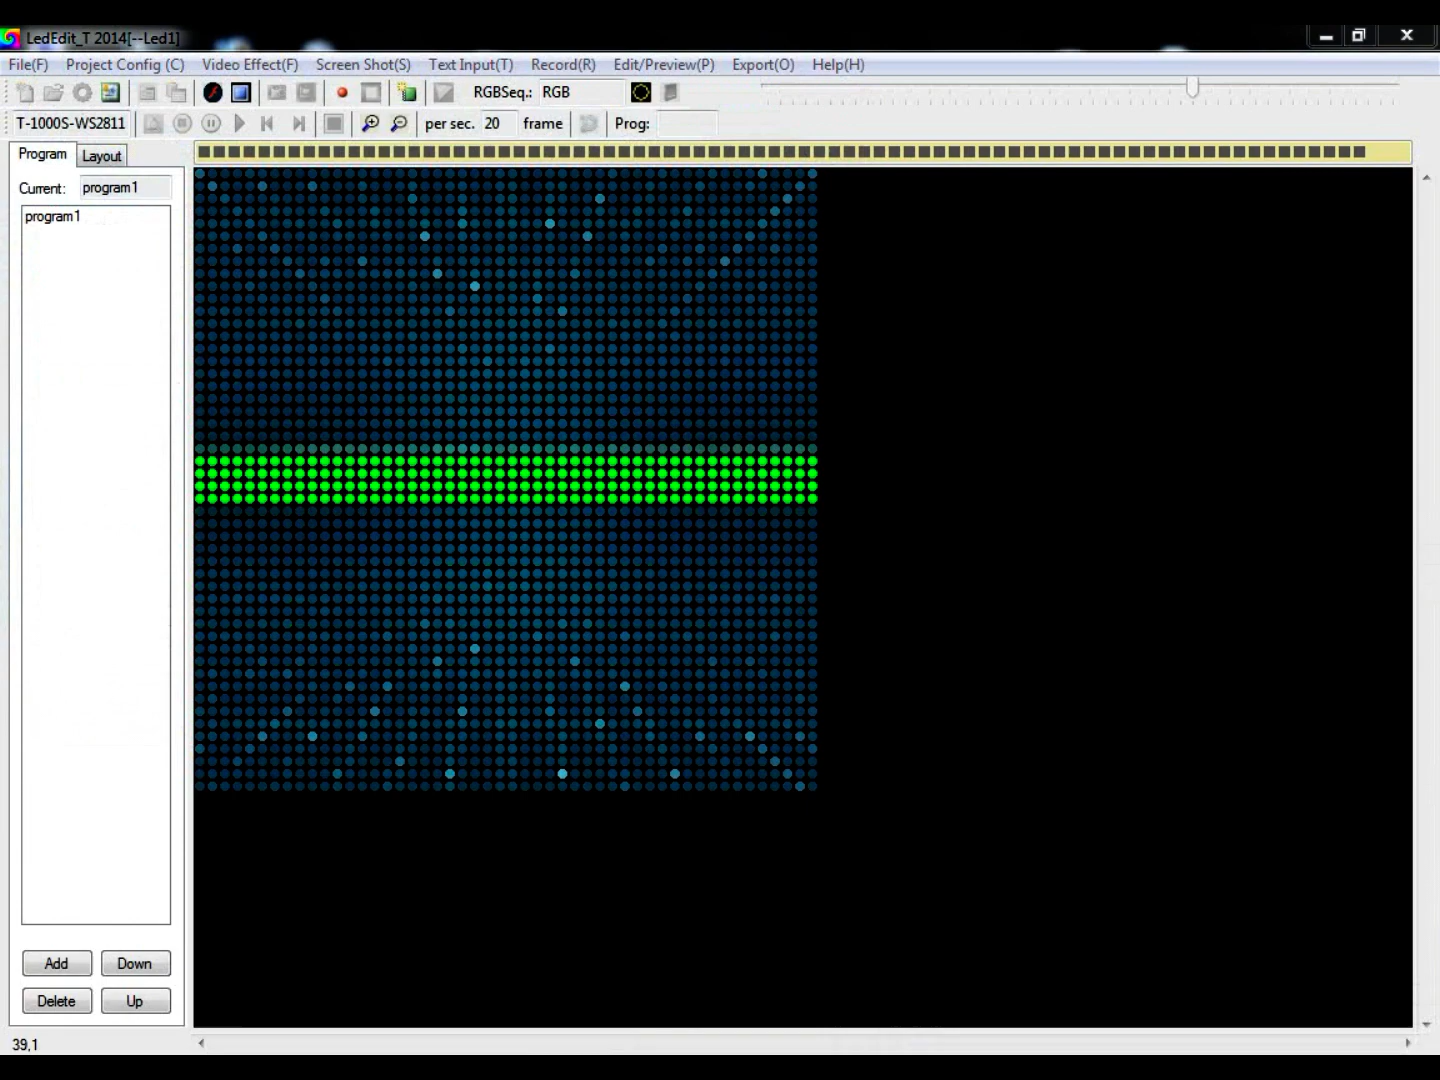 LedEdit_T 2014[--Led1]
File(F) Project Config (C) Video Effect(F) Screen Shot(S) Text Input(T) Record(R) Edit/Preview(P) Export(O) Help(H)
RGBSeq.: RGB
T-1000S-WS2811 per sec. 20 frame Prog:
Program Layout
Current: program1
program1
Add Down
Delete Up
39,1